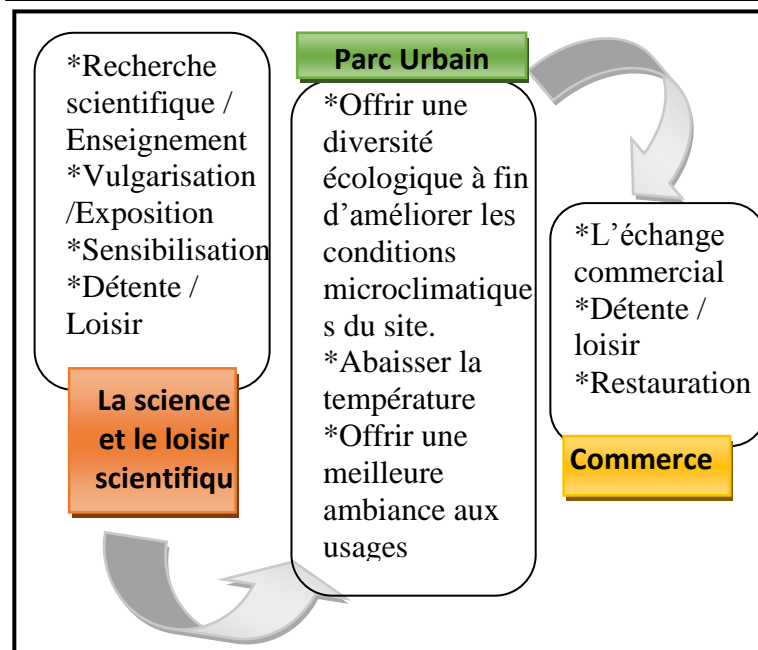 *Recherche
scientifique /
Enseignement
*Vulgarisation
/Exposition
*Sensibilisation
*Détente /
Loisir
La science
et le loisir
scientifiqu
Parc Urbain
*Offrir une
diversité
écologique à fin
d’améliorer les
conditions
microclimatique
s du site.
*Abaisser la
température
*Offrir une
meilleure
ambiance aux
usages
*L’échange
commercial
*Détente /
loisir
*Restauration
Commerce